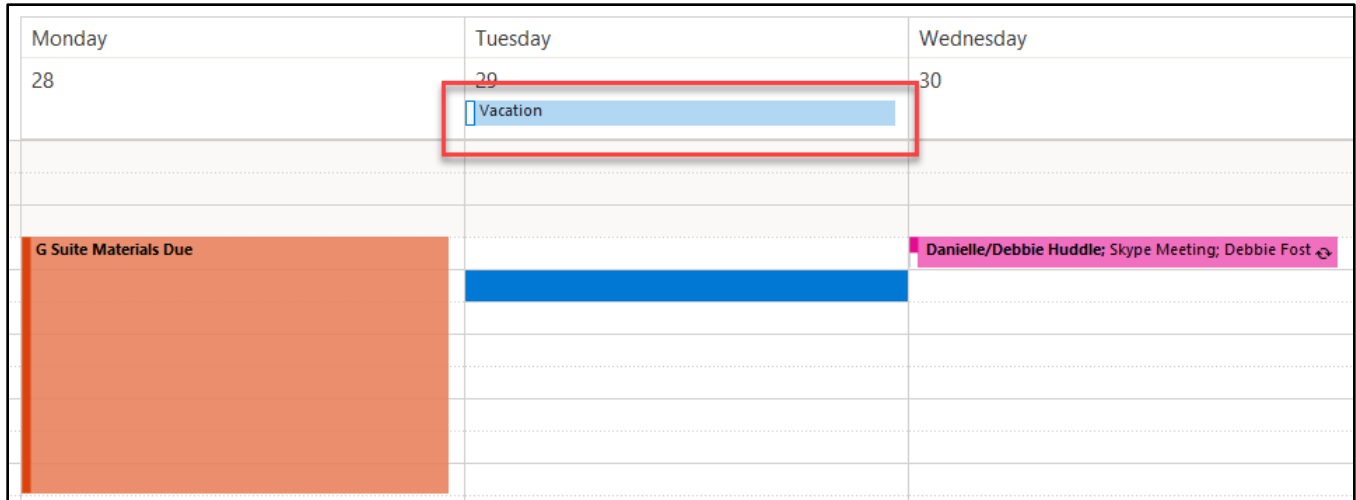 Monday
Tuesday
Wednesday
28
29
30
Vacation
G Suite Materials Due
Danielle/Debbie Huddle; Skype Meeting; Debbie Fost